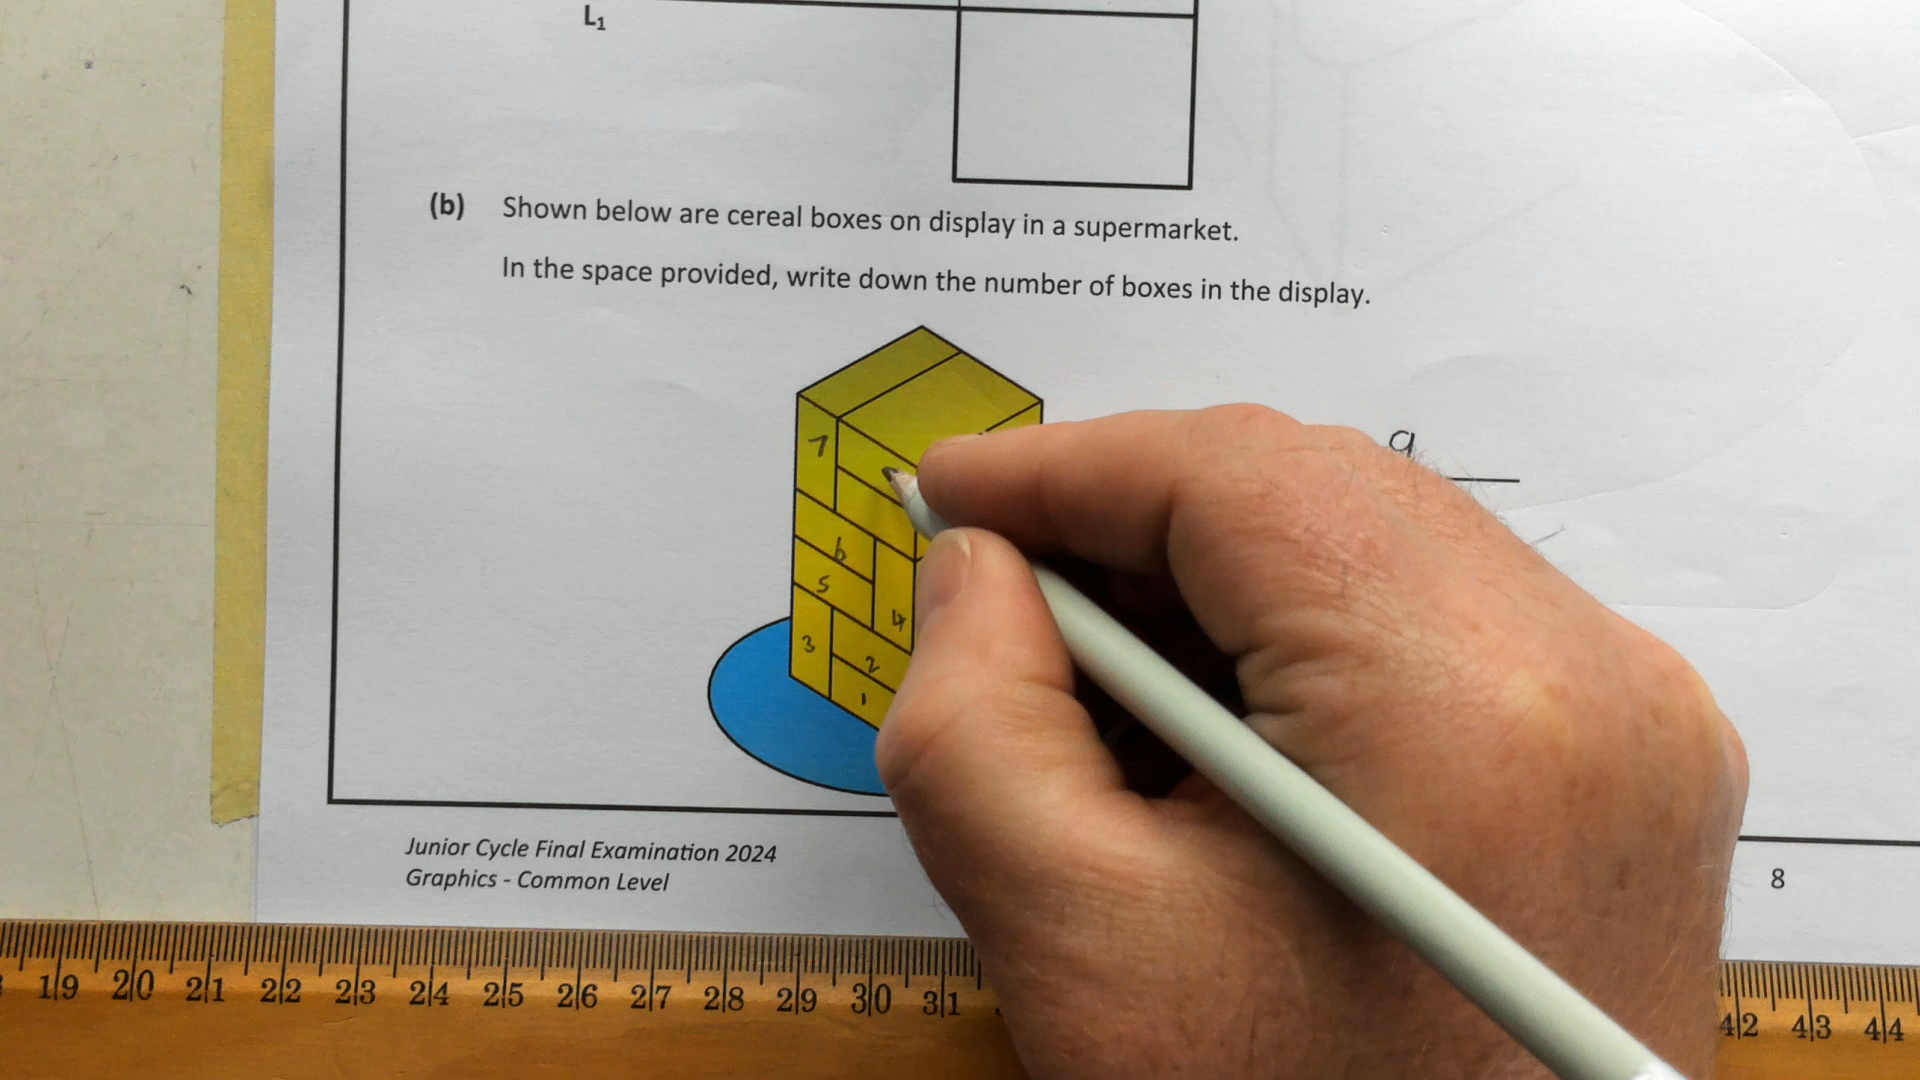 L1
(b) Shown below are cereal boxes on display in a supermarket.
In the space provided, write down the number of boxes in the display.
9
7
6
5
4
3
2
1
Junior Cycle Final Examination 2024
Graphics - Common Level
8
19 20 21 22 23 24 25 26 27 28 29 30 31 42 43 44